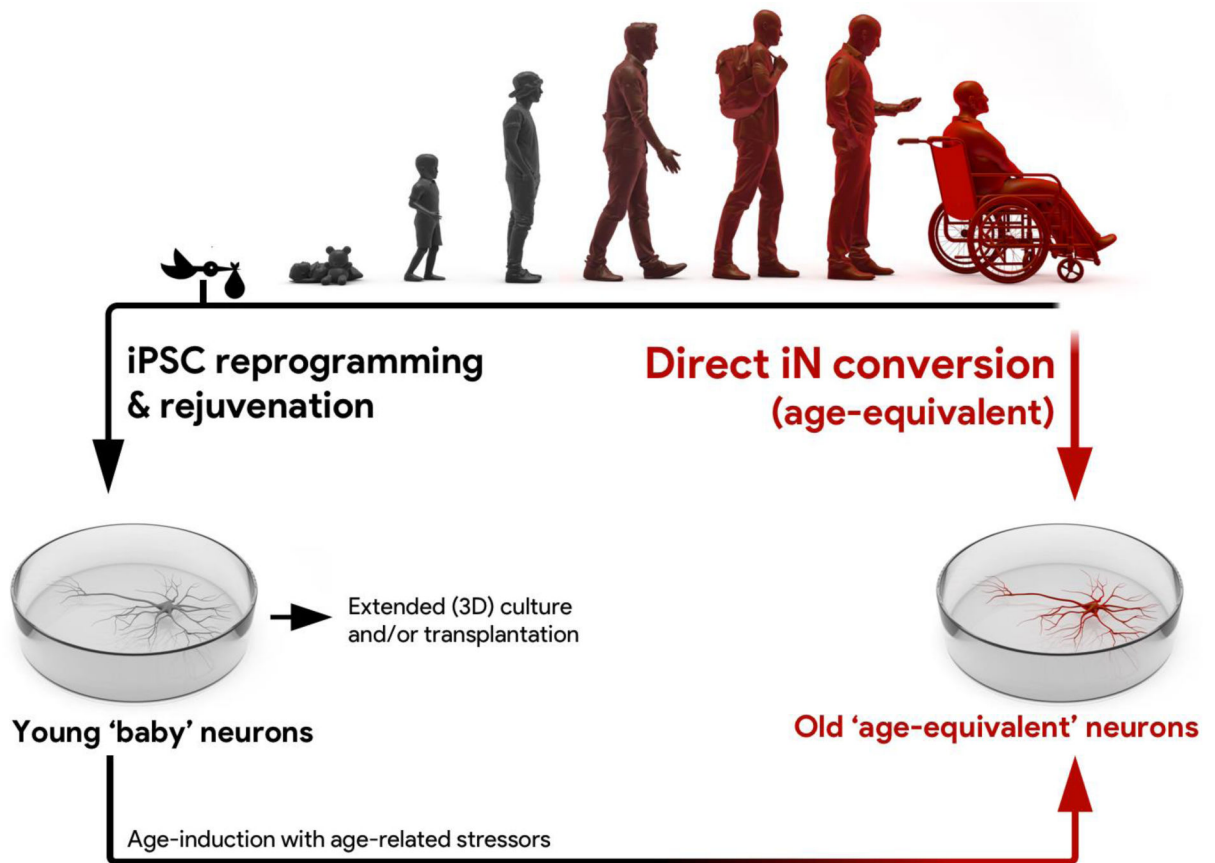 iPSC reprogramming
& rejuvenation
Direct iN conversion
(age-equivalent)
Extended (3D) culture
and/or transplantation
Young ‘baby’ neurons
Old ‘age-equivalent’ neurons
Age-induction with age-related stressors